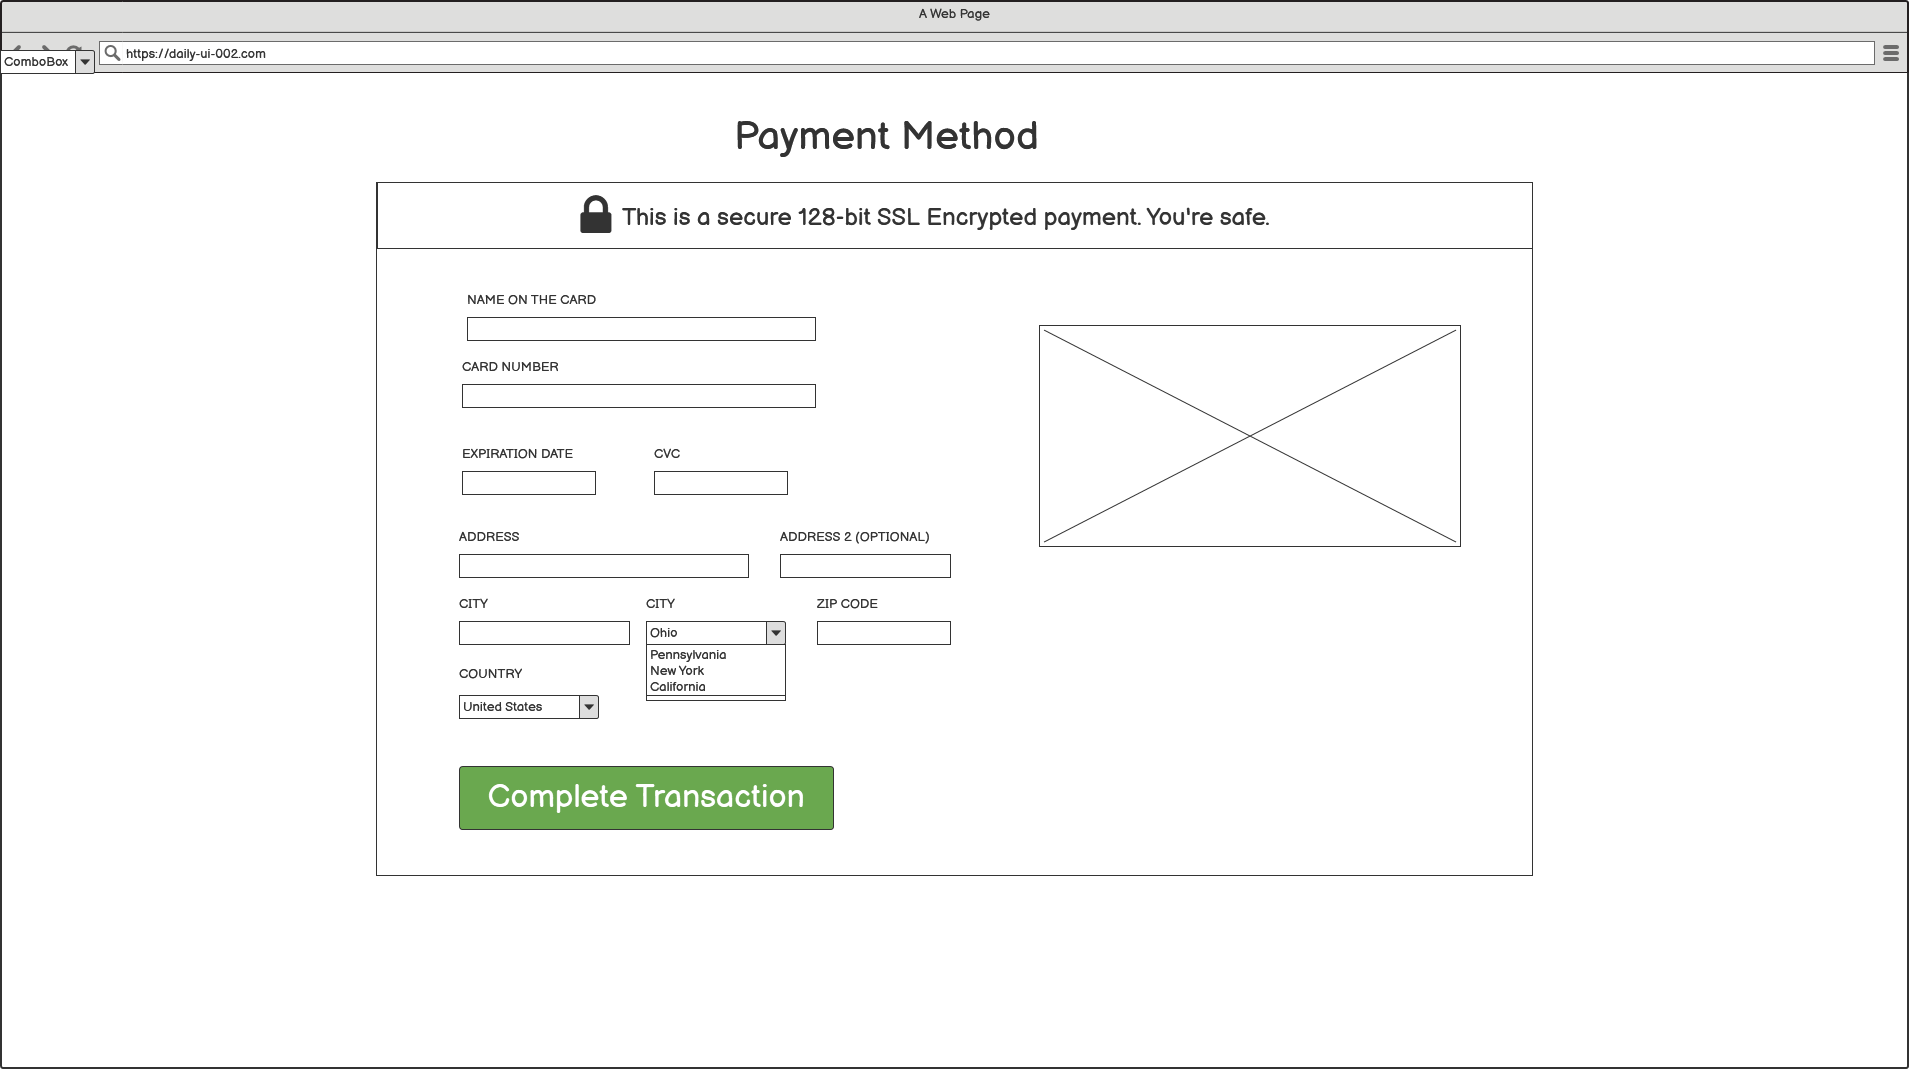 A Web Page
ComboBox
https://daily-ui-002.com
Payment Method
This is a secure 128-bit SSL Encrypted payment. You're safe.
NAME ON THE CARD
CARD NUMBER
EXPIRATION DATE CVC
ADDRESS ADDRESS 2 (OPTIONAL)
CITY CITY ZIP CODE
Ohio
Pennsylvania
New York
California
COUNTRY
United States
Complete Transaction